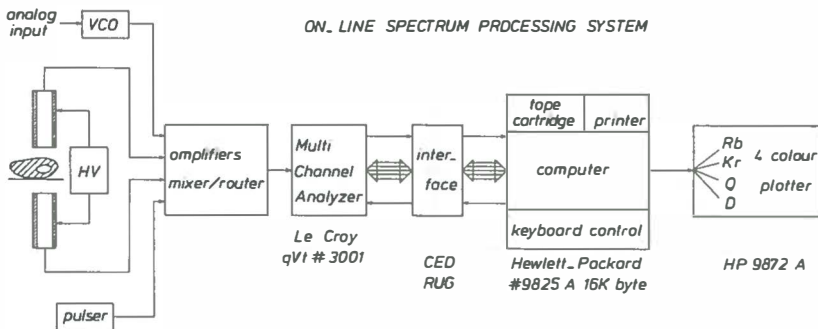 ON_LINE SPECTRUM PROCESSING SYSTEM
analog
input
VCO
HV
pulser
amplifiers
mixer/router
Multi
Channel
Analyzer
Le Croy
qVt # 3001
inter_
face
CED
RUG
tape
cartridge
printer
computer
keyboard control
Hewlett_Packard
#9825 A 16K byte
Rb
Kr
Q
D
4 colour
plotter
HP 9872 A